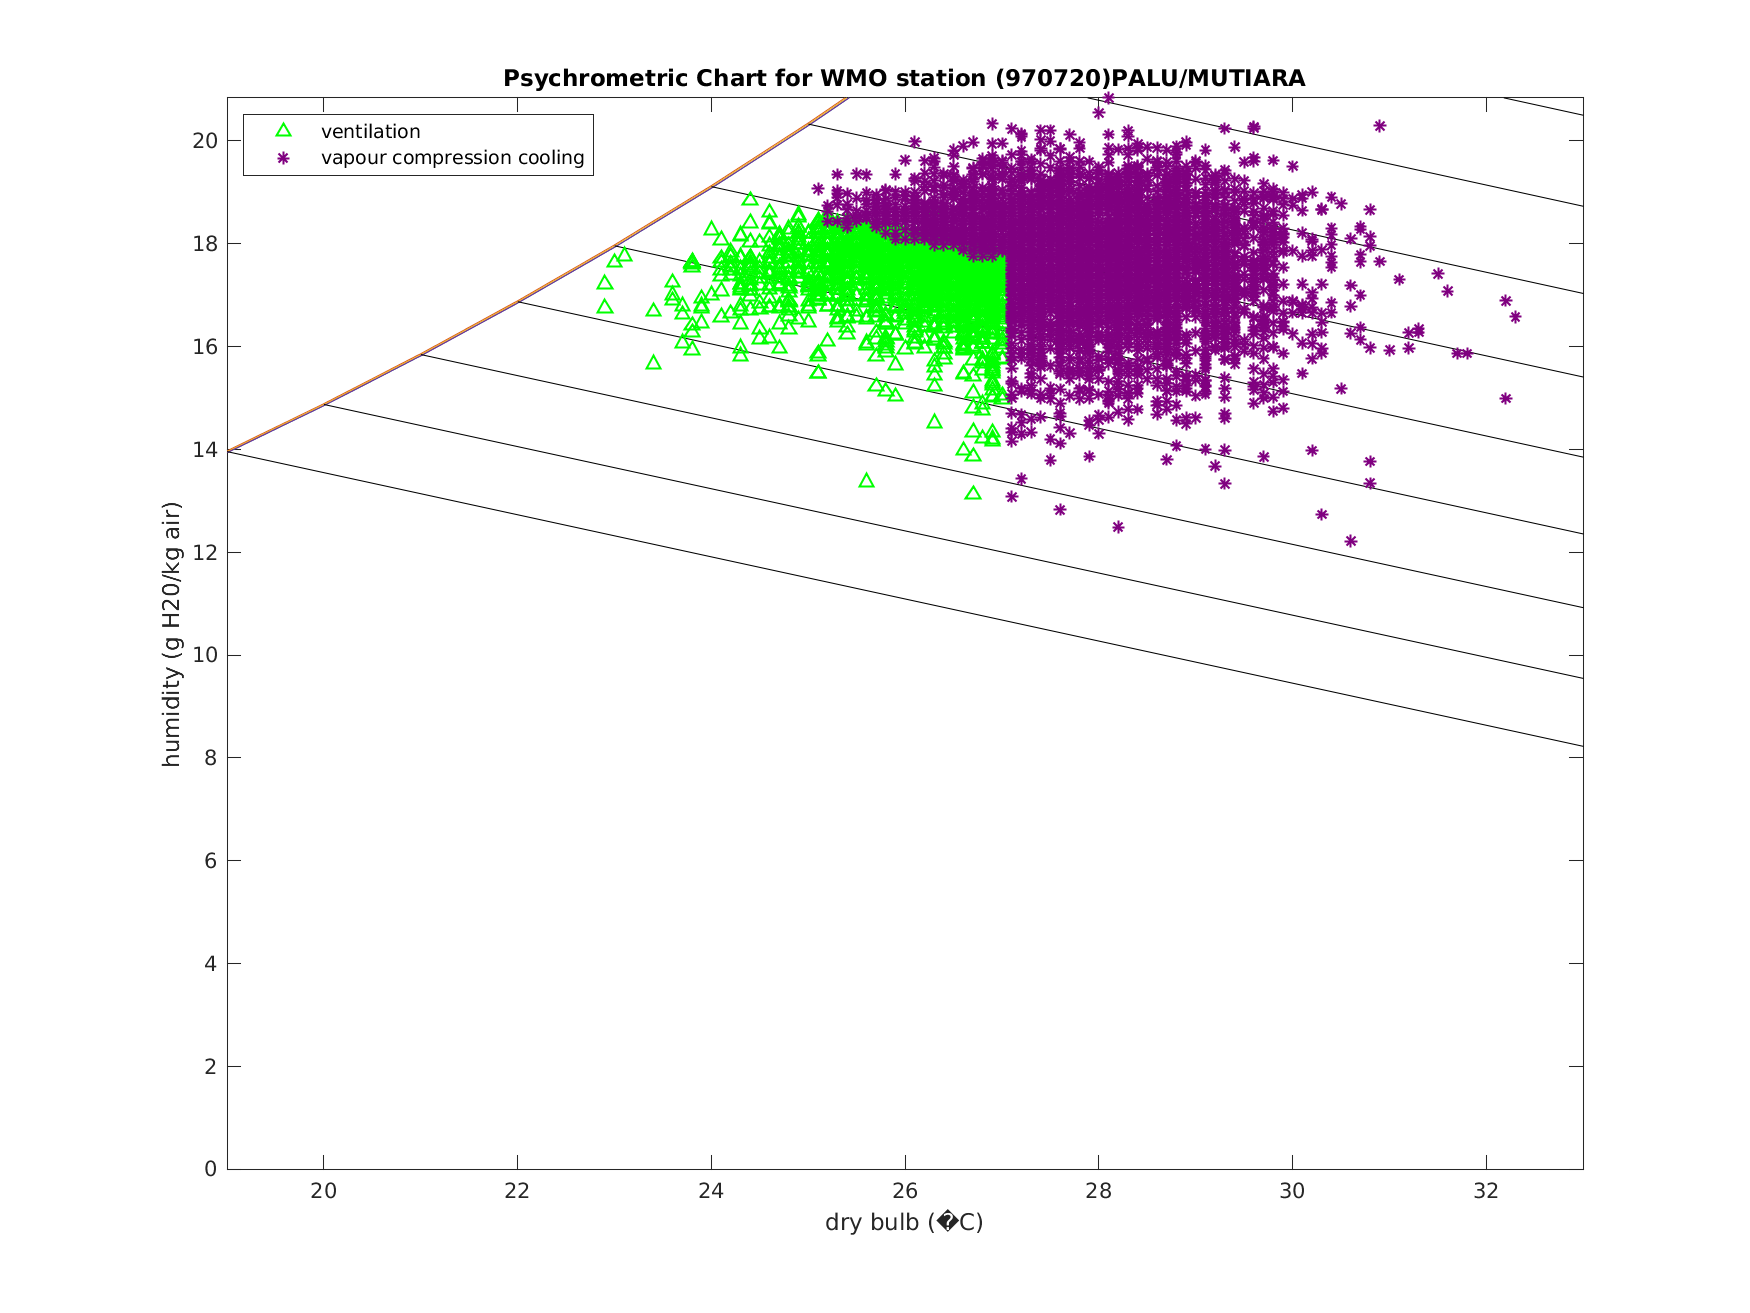 Psychrometric Chart for WMO station (970720)PALU/MUTIARA
ventilation
vapour compression cooling
humidity (g H20/kg air)
20
18
16
14
12
10
8
6
4
2
0
20 22 24 26 28 30 32
dry bulb (�C)